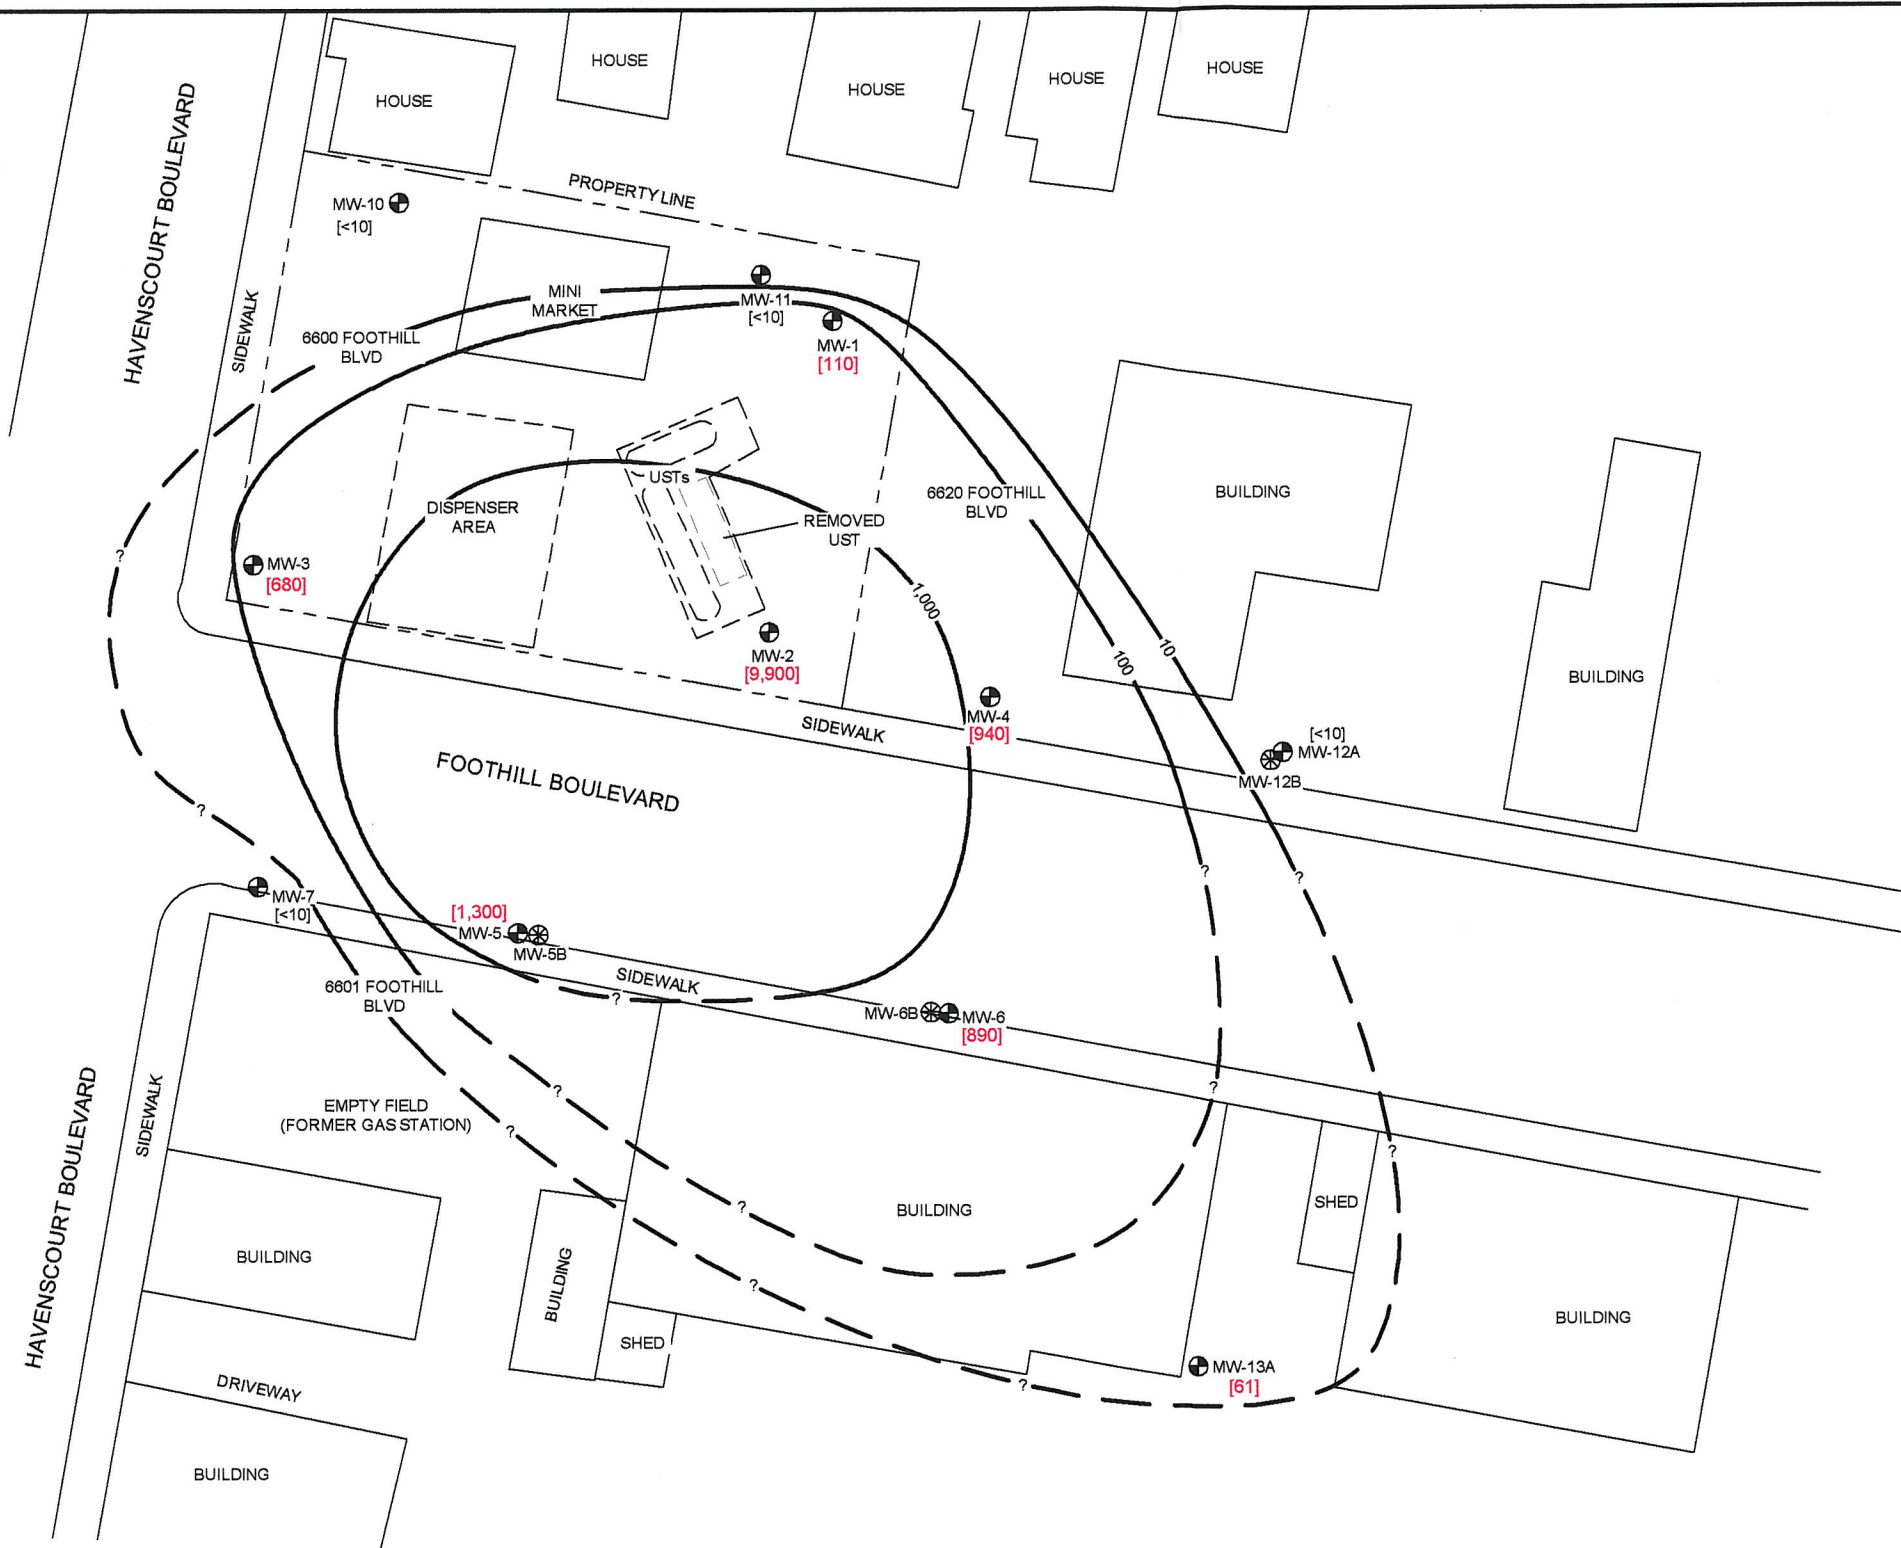 HOUSE
HOUSE
HOUSE
HOUSE
HOUSE
HAVENSCOURT BOULEVARD
PROPERTY LINE
MW-10
[<10]
SIDEWALK
MINI
MARKET
MW-11
[<10]
6600 FOOTHILL
BLVD
MW-1
[110]
USTs
DISPENSER
AREA
REMOVED
UST
6620 FOOTHILL
BLVD
BUILDING
?
MW-3
[680]
1,000
MW-2
[9,900]
100
10
BUILDING
MW-4
[940]
SIDEWALK
[<10]
MW-12A
MW-12B
FOOTHILL BOULEVARD
?
?
?
MW-7
[<10]
[1,300]
MW-5
MW-5B
SIDEWALK
?
6601 FOOTHILL
BLVD
MW-6B
MW-6
[890]
?
?
HAVENSCOURT BOULEVARD
SIDEWALK
EMPTY FIELD
(FORMER GAS STATION)
?
?
?
BUILDING
SHED
BUILDING
BUILDING
?
SHED
BUILDING
?
MW-13A
[61]
DRIVEWAY
BUILDING